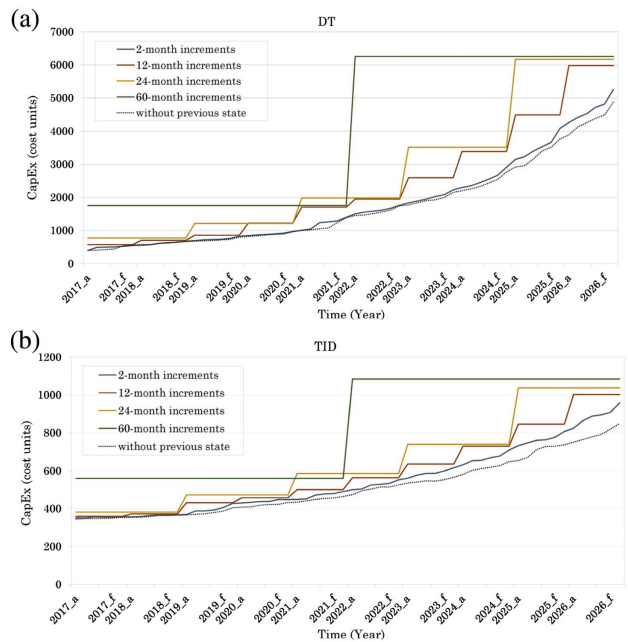 (a)
DT
7000
6000
5000
4000
3000
2000
1000
0
CapEx (cost units)
2-month increments
12-month increments
24-month increments
60-month increments
without previous state
2017_a
2017_f
2018_a
2018_f
2019_a
2019_f
2020_a
2020_f
2021_a
2021_f
2022_a
2022_f
2023_a
2023_f
2024_a
2024_f
2025_a
2025_f
2026_a
2026_f
Time (Year)
(b)
TID
1200
1000
800
600
400
200
0
CapEx (cost units)
2-month increments
12-month increments
24-month increments
60-month increments
without previous state
2017_a
2017_f
2018_a
2018_f
2019_a
2019_f
2020_a
2020_f
2021_a
2021_f
2022_a
2022_f
2023_a
2023_f
2024_a
2024_f
2025_a
2025_f
2026_a
2026_f
Time (Year)